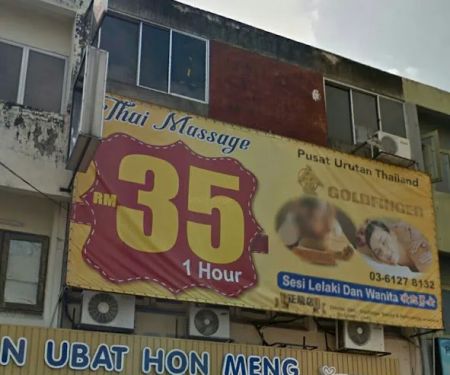 Thai Massage
RM 35
1 Hour
Pusat Urutan Thailand
GOLDFINGER
03-6127 8132
Sesi Lelaki Dan Wanita
N UBAT HON MENG